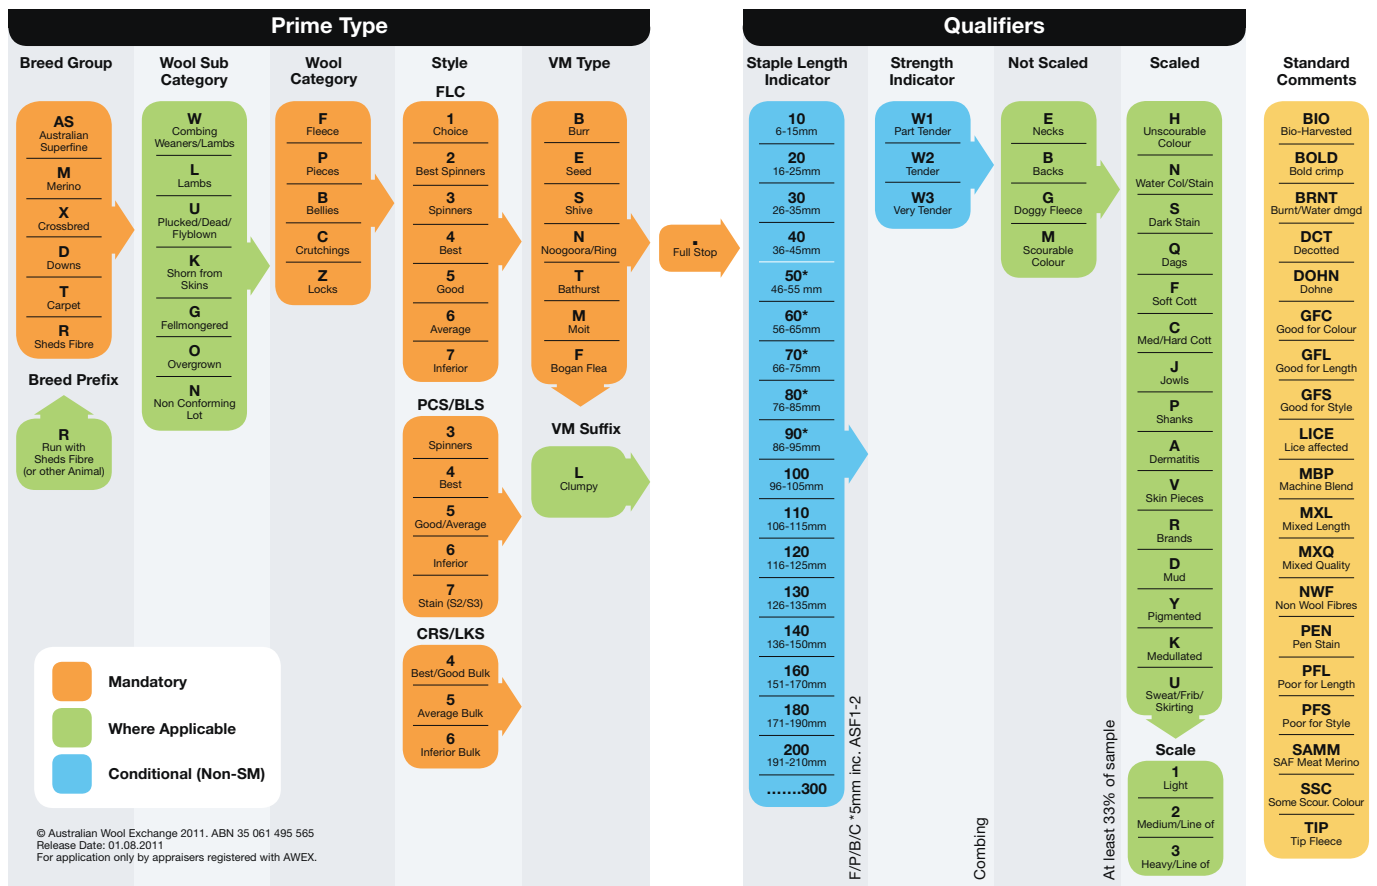 Prime Type
Qualifiers
Breed Group
AS
Australian
Superfine
M
Merino
X
Crossbred
D
Downs
T
Carpet
R
Sheds Fibre
Breed Prefix
R
Run with
Sheds Fibre
(or other Animal)
Wool Sub
Category
W
Combing
Weaners/Lambs
L
Lambs
U
Plucked/Dead/
Flyblown
K
Shorn from
Skins
G
Fellmongered
O
Overgrown
N
Non Conforming
Lot
Wool
Category
F
Fleece
P
Pieces
B
Bellies
C
Crutchings
Z
Locks
Style
FLC
1
Choice
2
Best Spinners
3
Spinners
4
Best
5
Good
6
Average
7
Inferior
PCS/BLS
3
Spinners
4
Best
5
Good/Average
6
Inferior
7
Stain (S2/S3)
CRS/LKS
4
Best/Good Bulk
5
Average Bulk
6
Inferior Bulk
VM Type
B
Burr
E
Seed
S
Shive
N
Noogoora/Ring
T
Bathurst
M
Moit
F
Bogan Flea
VM Suffix
L
Clumpy
.
Full Stop
Staple Length
Indicator
10
6-15mm
20
16-25mm
30
26-35mm
40
36-45mm
50*
46-55 mm
60*
56-65mm
70*
66-75mm
80*
76-85mm
90*
86-95mm
100
96-105mm
110
106-115mm
120
116-125mm
130
126-135mm
140
136-150mm
160
151-170mm
180
171-190mm
200
191-210mm
.......300
F/P/B/C *5mm inc. ASF1-2
Strength
Indicator
W1
Part Tender
W2
Tender
W3
Very Tender
Combing
Not Scaled
E
Necks
B
Backs
G
Doggy Fleece
M
Scourable
Colour
At least 33% of sample
Scaled
H
Unscourable
Colour
N
Water Col/Stain
S
Dark Stain
Q
Dags
F
Soft Cott
C
Med/Hard Cott
J
Jowls
P
Shanks
A
Dermatitis
V
Skin Pieces
R
Brands
D
Mud
Y
Pigmented
K
Medullated
U
Sweat/Frib/
Skirting
Scale
1
Light
2
Medium/Line of
3
Heavy/Line of
Standard
Comments
BIO
Bio-Harvested
BOLD
Bold crimp
BRNT
Burnt/Water dmgd
DCT
Decotted
DOHN
Dohne
GFC
Good for Colour
GFL
Good for Length
GFS
Good for Style
LICE
Lice affected
MBP
Machine Blend
MXL
Mixed Length
MXQ
Mixed Quality
NWF
Non Wool Fibres
PEN
Pen Stain
PFL
Poor for Length
PFS
Poor for Style
SAMM
SAF Meat Merino
SSC
Some Scour. Colour
TIP
Tip Fleece
Mandatory
Where Applicable
Conditional (Non-SM)
© Australian Wool Exchange 2011. ABN 35 061 495 565
Release Date: 01.08.2011
For application only by appraisers registered with AWEX.